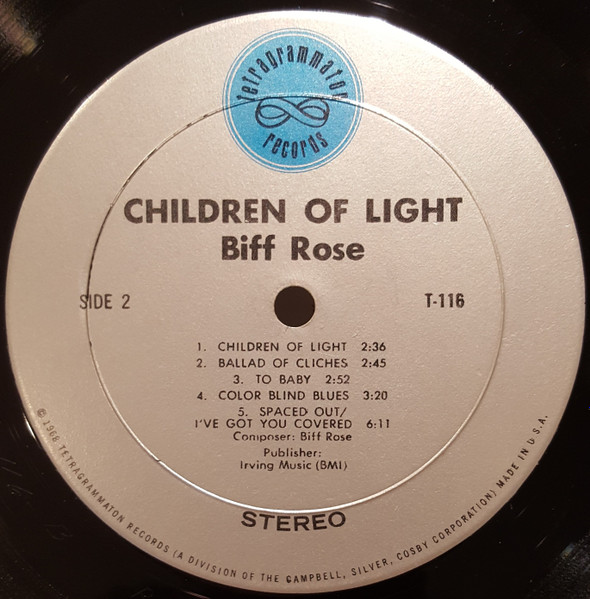 tetragrammaton
records
CHILDREN OF LIGHT
Biff Rose
SIDE 2
T-116
1. CHILDREN OF LIGHT 2:36
2. BALLAD OF CLICHES 2:45
3. TO BABY 2:52
4. COLOR BLIND BLUES 3:20
5. SPACED OUT/
I'VE GOT YOU COVERED 6:11
Composer: Biff Rose
Publisher:
Irving Music (BMI)
STEREO
© 1968 TETRAGRAMMATON RECORDS (A DIVISION OF THE CAMPBELL, SILVER, COSBY CORPORATION) MADE IN U.S.A.